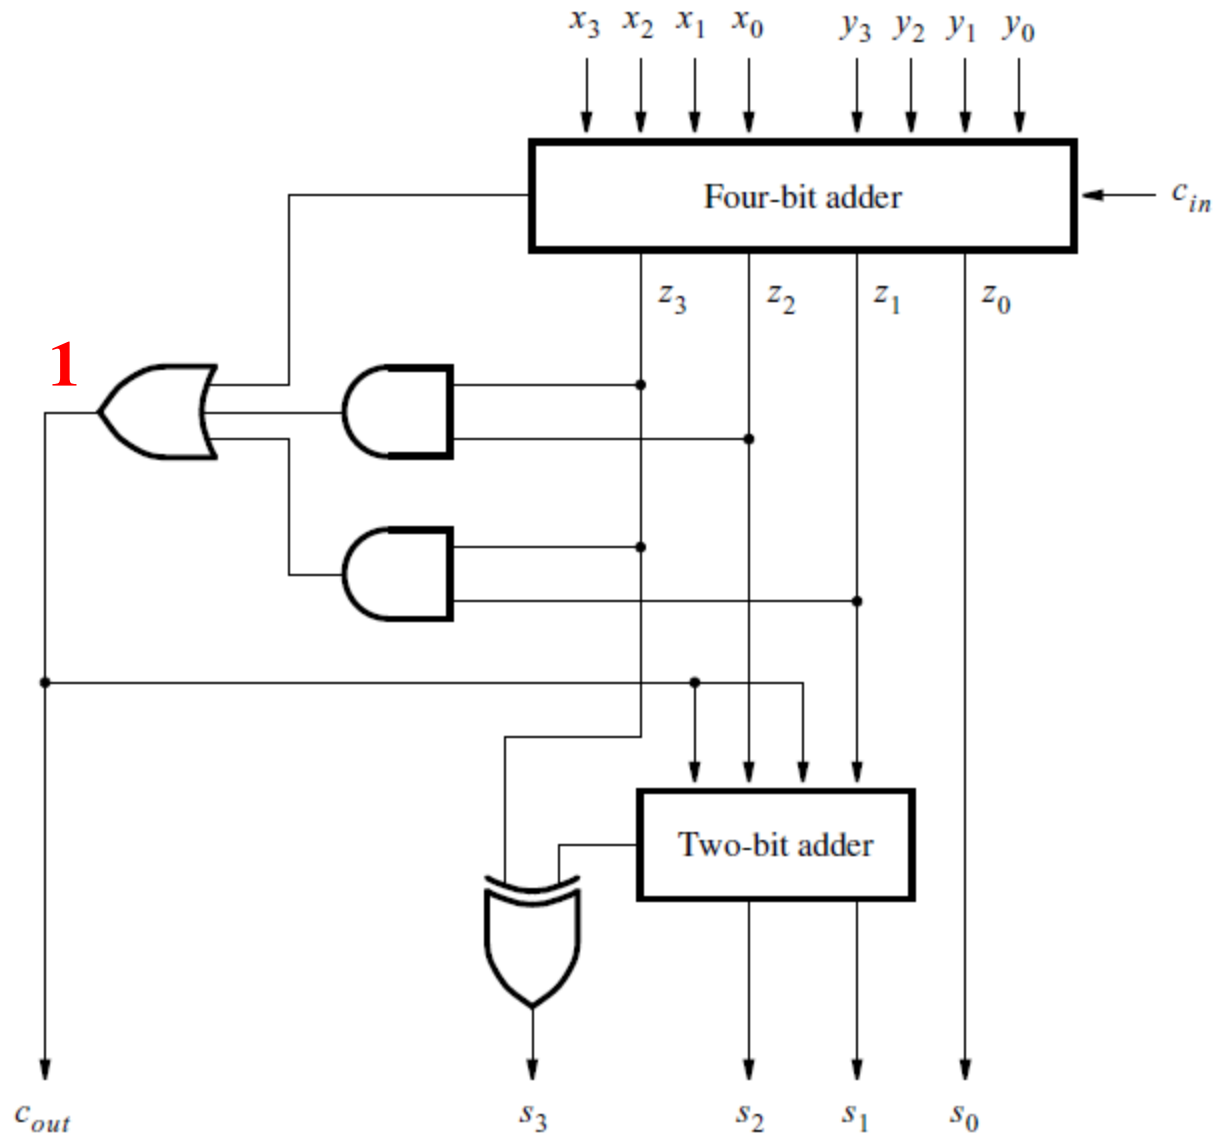 x3 x2 x1 x0 y3 y2 y1 y0
Four-bit adder
cin
z3 z2 z1 z0
1
Two-bit adder
cout s3 s2 s1 s0